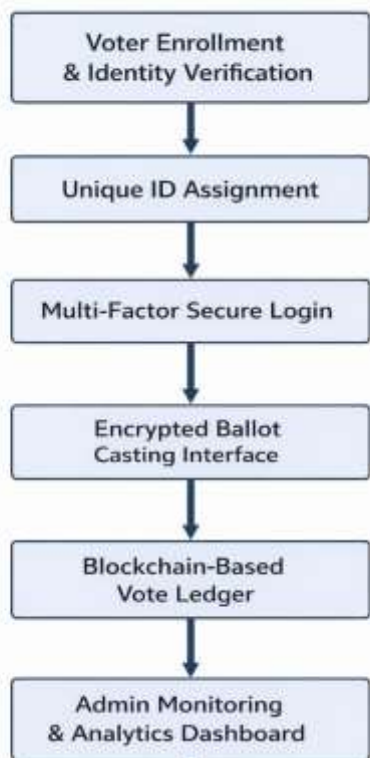 Voter Enrollment
& Identity Verification
Unique ID Assignment
Multi-Factor Secure Login
Encrypted Ballot
Casting Interface
Blockchain-Based
Vote Ledger
Admin Monitoring
& Analytics Dashboard